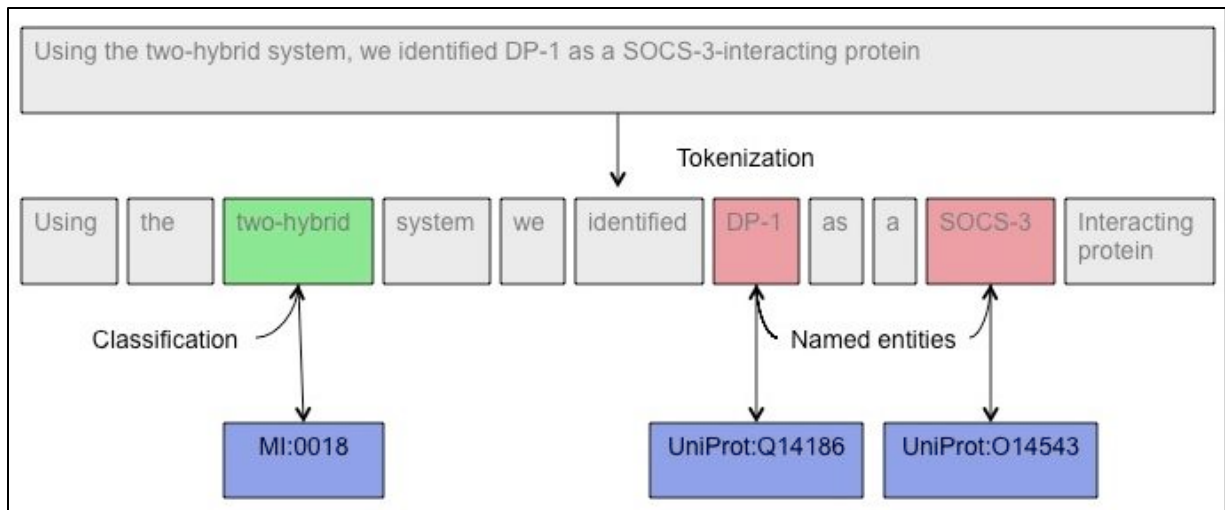 Using the two-hybrid system, we identified DP-1 as a SOCS-3-interacting protein
Tokenization
Using the two-hybrid system we identified DP-1 as a SOCS-3 Interacting
protein
Classification
Named entities
MI:0018
UniProt:Q14186
UniProt:O14543